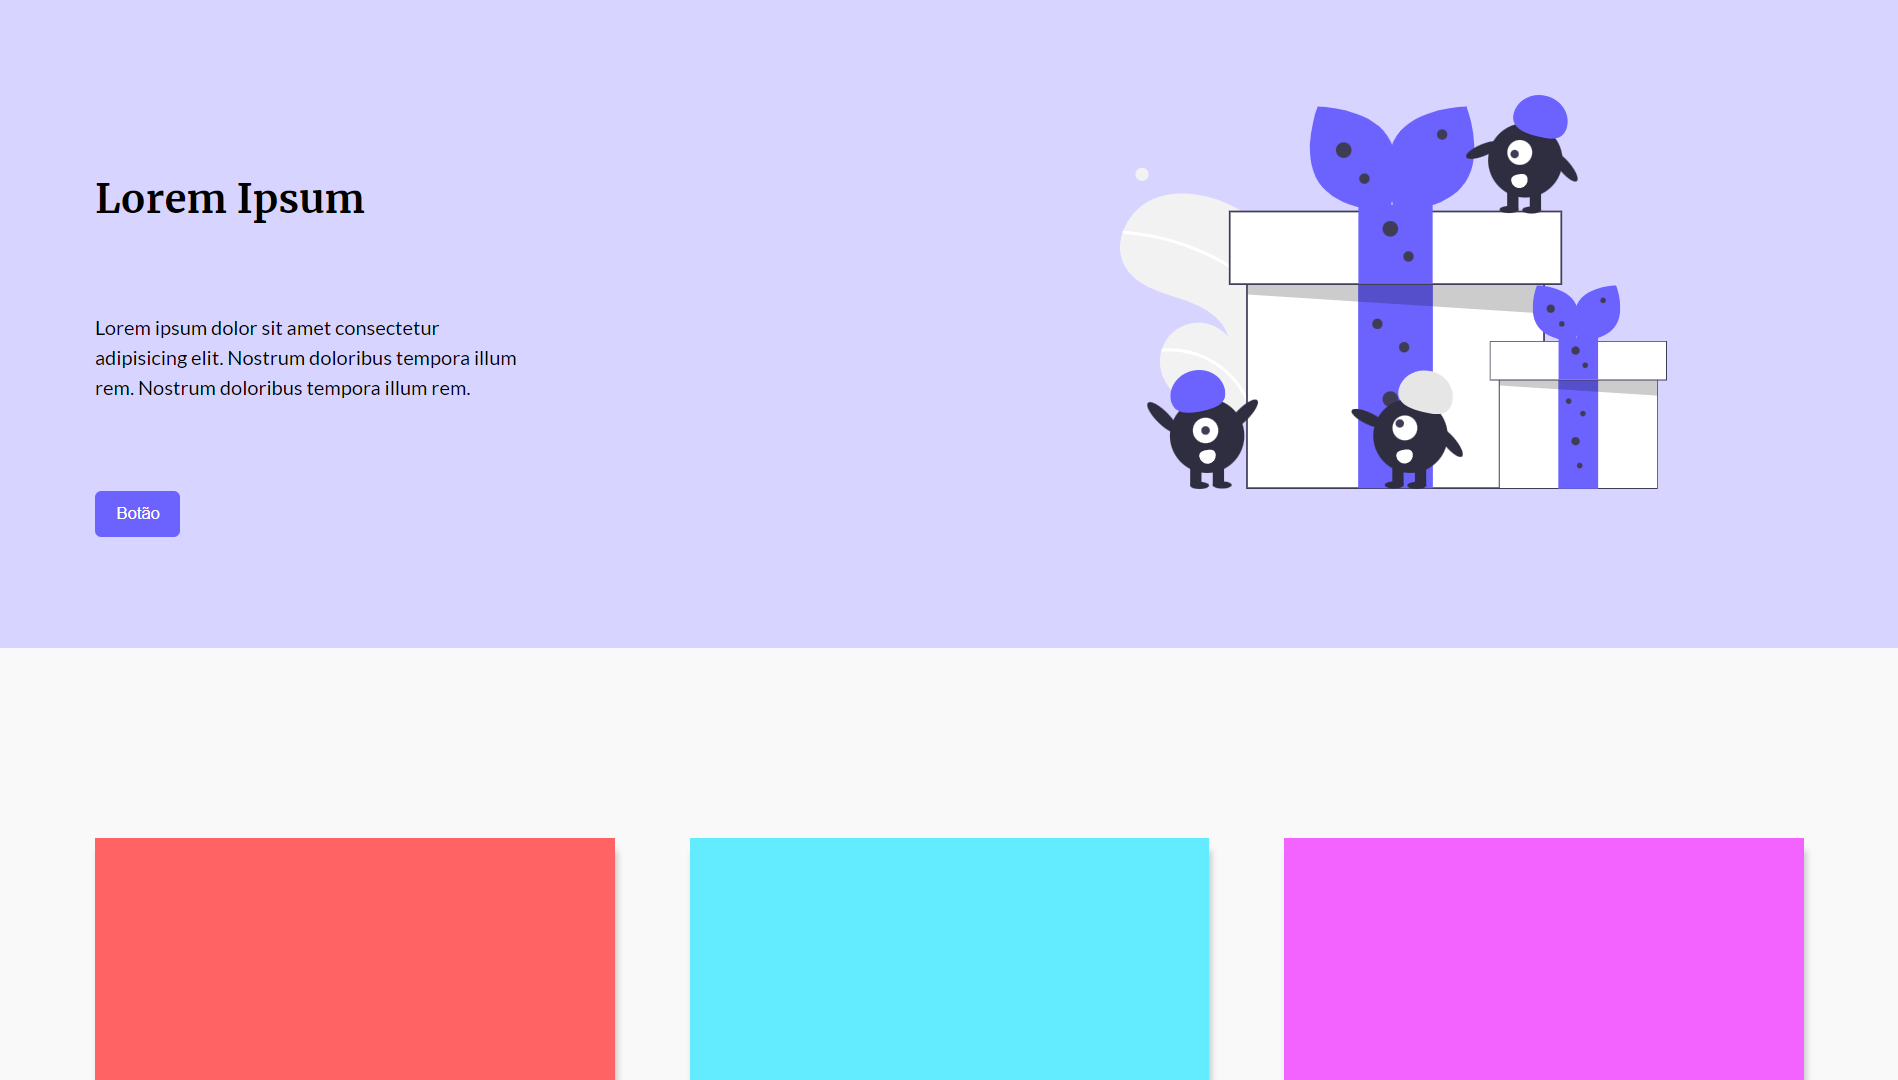 Lorem Ipsum
Lorem ipsum dolor sit amet consectetur
adipisicing elit. Nostrum doloribus tempora illum
rem. Nostrum doloribus tempora illum rem.
Botão